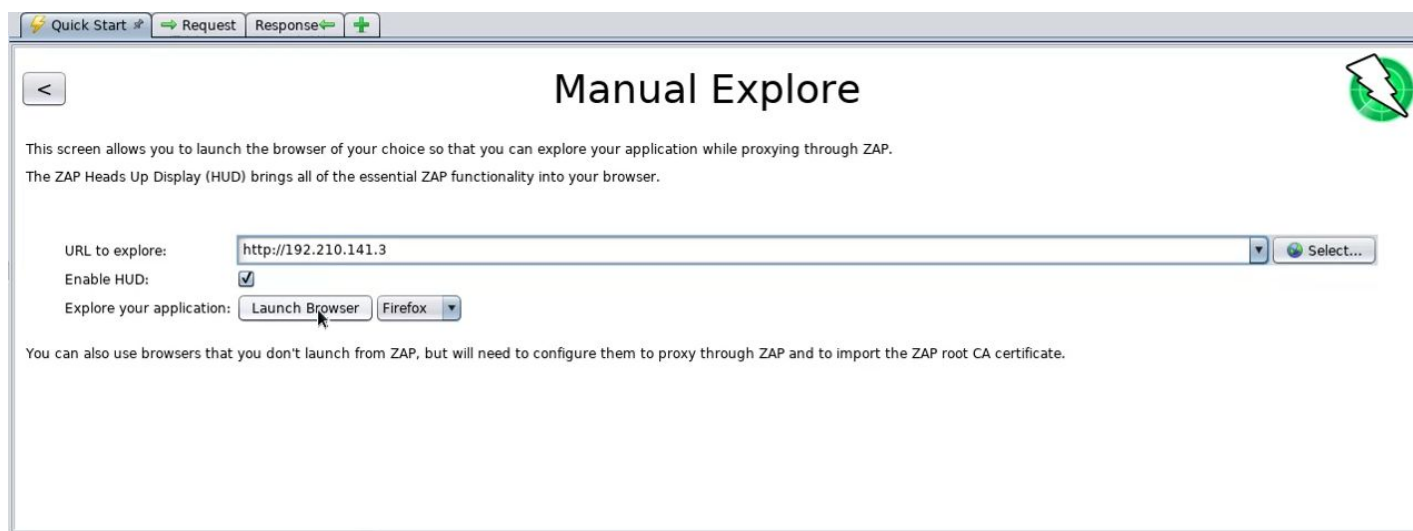 Quick Start
Request
Response
<
Manual Explore
This screen allows you to launch the browser of your choice so that you can explore your application while proxying through ZAP.
The ZAP Heads Up Display (HUD) brings all of the essential ZAP functionality into your browser.
URL to explore: http://192.210.141.3 Select...
Enable HUD:
Explore your application: Launch Browser Firefox
You can also use browsers that you don't launch from ZAP, but will need to configure them to proxy through ZAP and to import the ZAP root CA certificate.